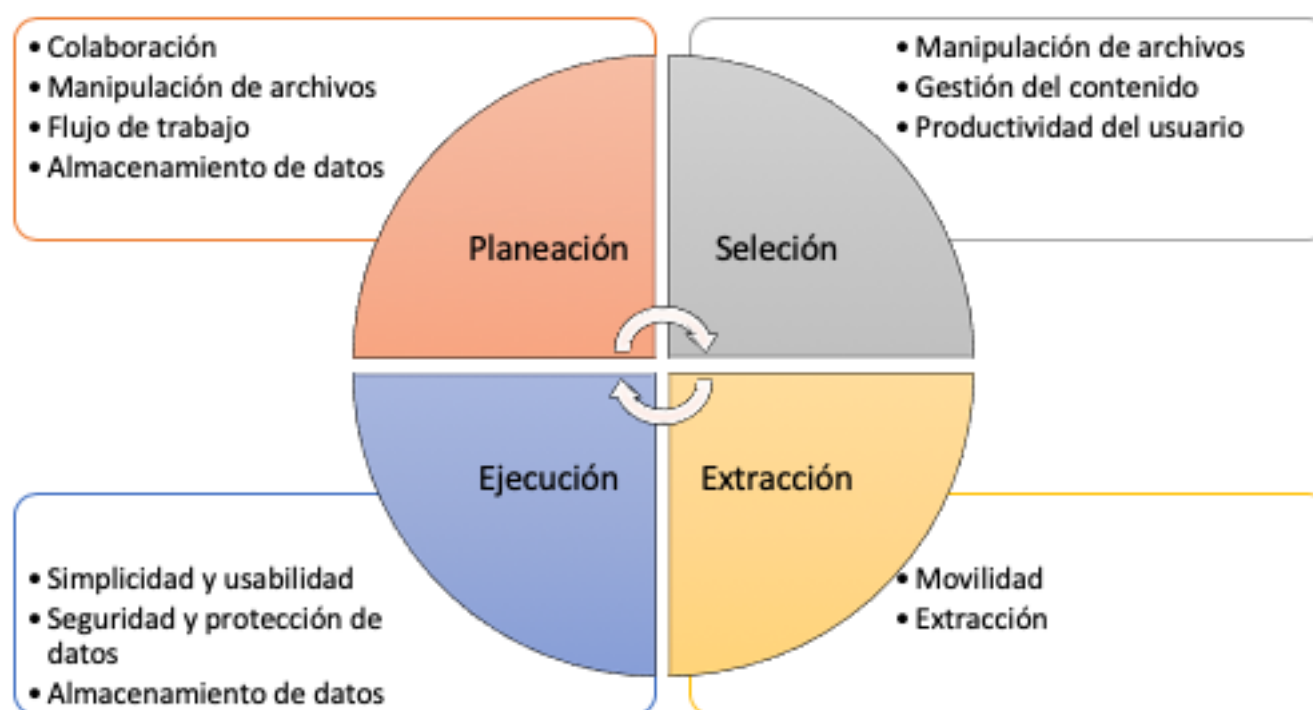 • Colaboración
• Manipulación de archivos
• Flujo de trabajo
• Almacenamiento de datos
• Manipulación de archivos
• Gestión del contenido
• Productividad del usuario
Planeación
Seleción
Ejecución
Extracción
• Simplicidad y usabilidad
• Seguridad y protección de
datos
• Almacenamiento de datos
• Movilidad
• Extracción